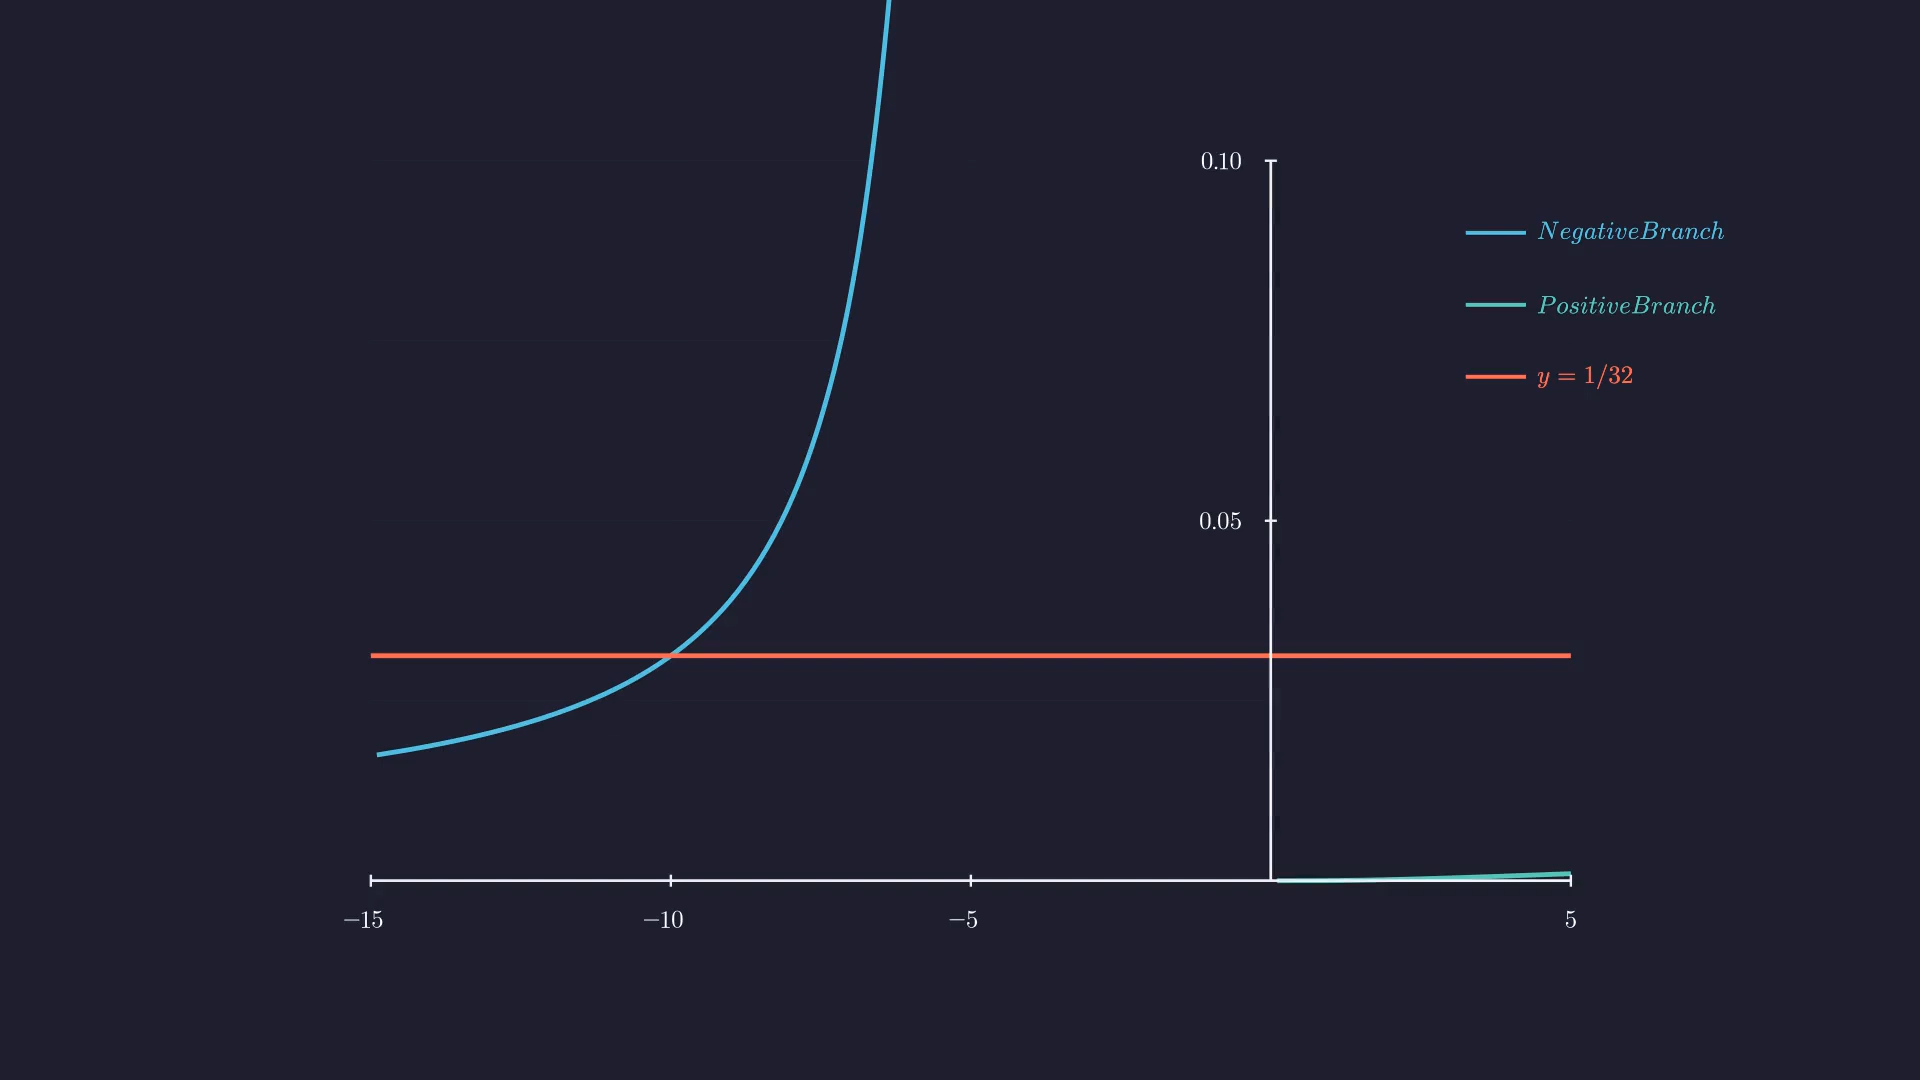 0.10
NegativeBranch
PositiveBranch
y = 1/32
0.05
−15
−10
−5
5